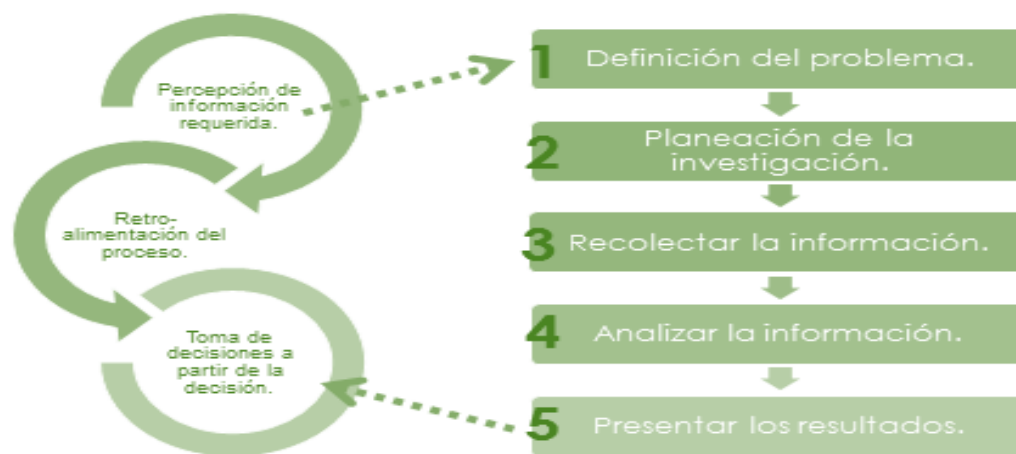 Percepción de
información
requerida.
Retro-
alimentación del
proceso.
Toma de
decisiones a
partir de la
decisión.
1 Definición del problema.
2 Planeación de la
investigación.
3 Recolectar la información.
4 Analizar la información.
5 Presentar los resultados.